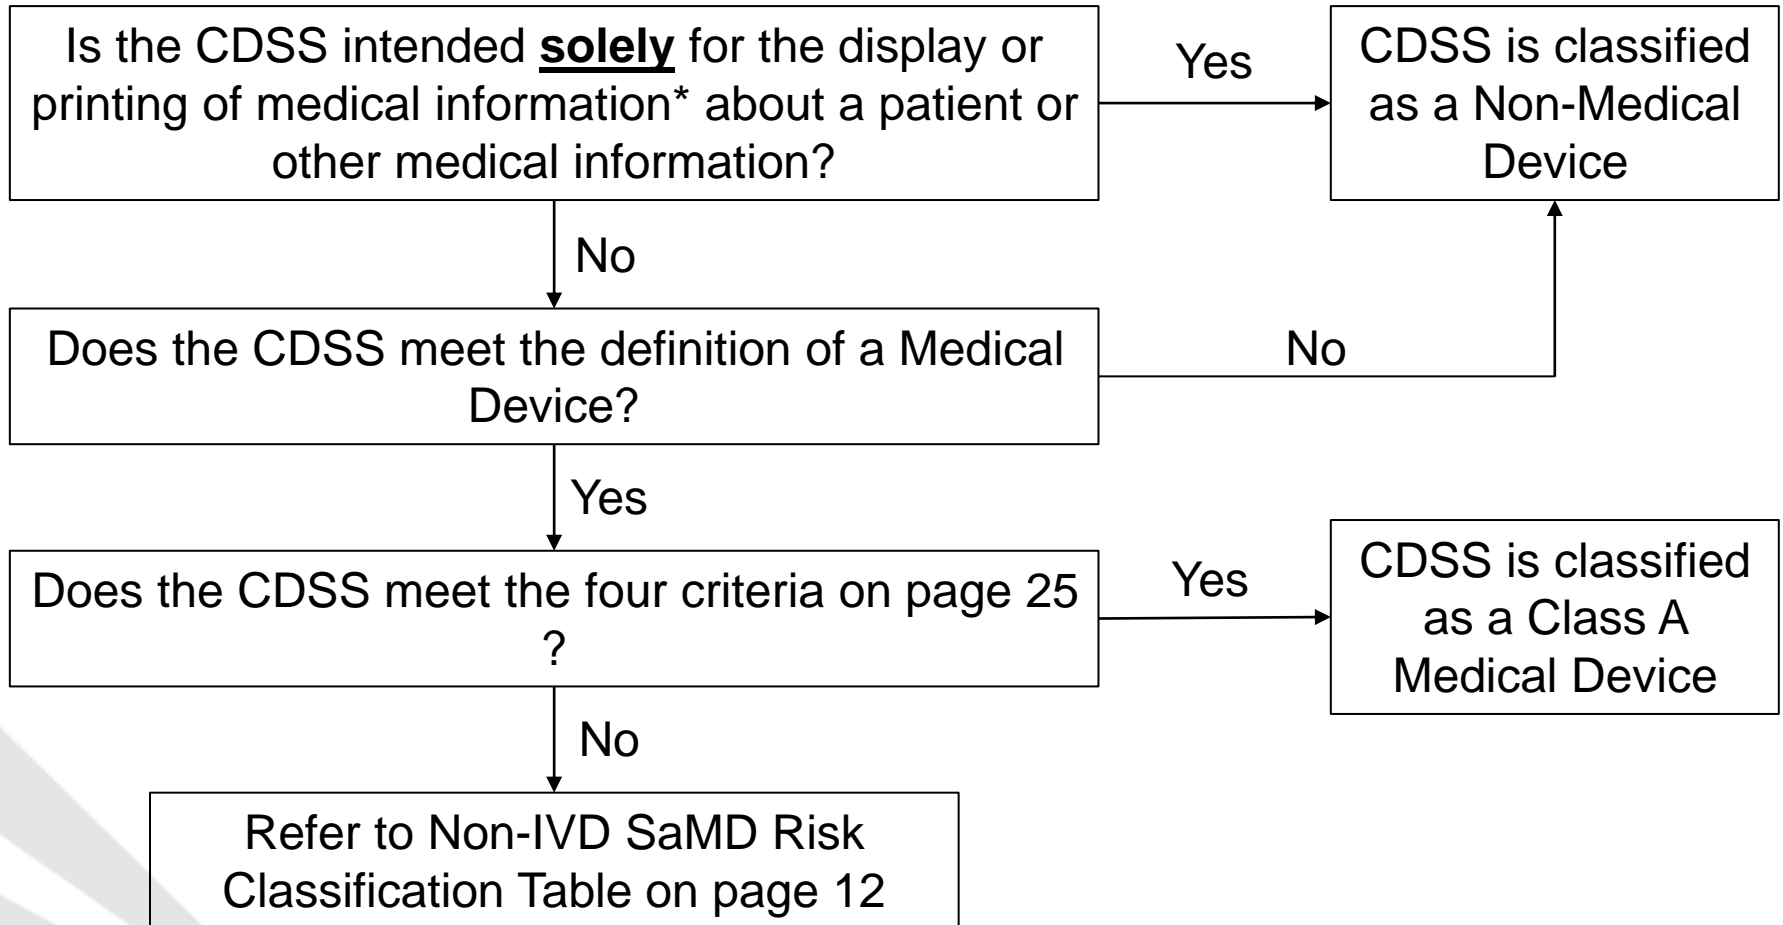 Is the CDSS intended solely for the display or
printing of medical information* about a patient or
other medical information?
Yes
CDSS is classified
as a Non-Medical
Device
No
Does the CDSS meet the definition of a Medical
Device?
No
Yes
Does the CDSS meet the four criteria on page 25
?
Yes
CDSS is classified
as a Class A
Medical Device
No
Refer to Non-IVD SaMD Risk
Classification Table on page 12